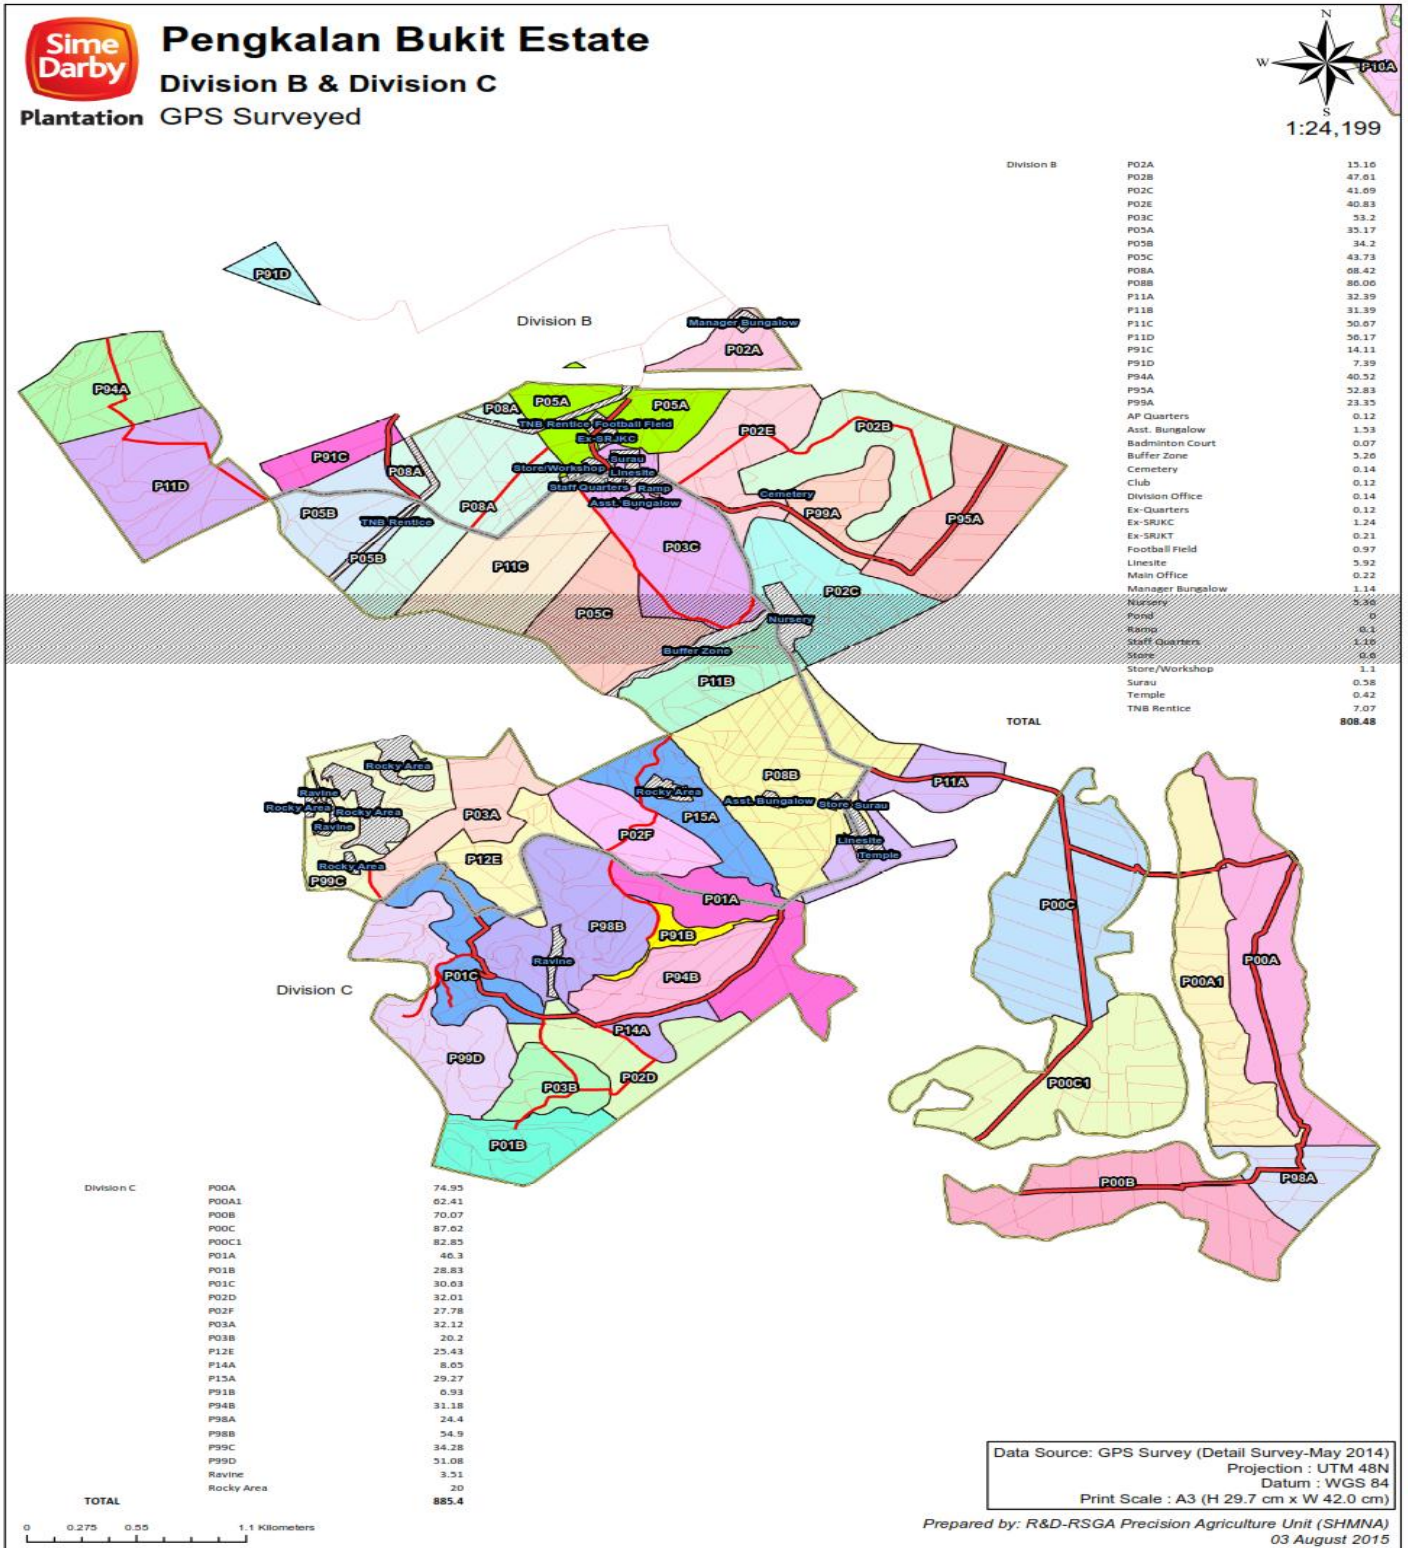 Sime
Darby
Plantation
Pengkalan Bukit Estate
Division B & Division C
GPS Surveyed
N
W
S
P10A
1:24,199
Division B P02A 15.16
P02B 47.61
P02C 41.69
P02E 40.83
P03C 53.2
P05A 35.17
P05B 34.2
P05C 43.73
P08A 68.42
P08B 86.06
P11A 32.39
P11B 31.39
P11C 50.67
P11D 56.17
P91C 14.11
P91D 7.39
P94A 40.52
P95A 52.83
P99A 23.35
AP Quarters 0.12
Asst. Bungalow 1.53
Badminton Court 0.07
Buffer Zone 5.26
Cemetery 0.14
Club 0.12
Division Office 0.14
Ex-Quarters 0.12
Ex-SRJKC 1.24
Ex-SRJKT 0.21
Football Field 0.97
Linesite 5.92
Main Office 0.22
Manager Bungalow 1.14
Nursery 5.36
Pond 0
Ramp 0.1
Staff Quarters 1.16
Store 0.6
Store/Workshop 1.1
Surau 0.58
Temple 0.42
TNB Rentice 7.07
TOTAL 808.48
P91D
Division B
Manager Bungalow
P02A
P94A
P08A
P05A
P05A
TNB Rentice Football Field
Ex-SRJKC
P02E
P02B
P91C
P08A
Surau
Store/Workshop
Linesite
P11D
Staff Quarters
Ramp
Asst. Bungalow
Cemetery
P05B
TNB Rentice
P08A
P99A
P95A
P05B
P11C
P03C
P02C
P05C
Nursery
Buffer Zone
P11B
Rocky Area
Ravine
Rocky Area
Rocky Area
Ravine
Rocky Area
P99C
P03A
P12E
P02F
Rocky Area
P15A
P08B
Asst. Bungalow
Store
Surau
P11A
Linesite
Temple
P01A
P98B
P91B
Ravine
P94B
P01C
P00C
P00A
P00A1
Division C
P14A
P99D
P03B
P02D
P00C1
P01B
P00B
P98A
Division C P00A 74.95
P00A1 62.41
P00B 70.07
P00C 87.62
P00C1 82.85
P01A 46.3
P01B 28.83
P01C 30.63
P02D 32.01
P02F 27.78
P03A 32.12
P03B 20.2
P12E 25.43
P14A 8.65
P15A 29.27
P91B 6.93
P94B 31.18
P98A 24.4
P98B 54.9
P99C 34.28
P99D 51.08
Ravine 3.51
Rocky Area 20
TOTAL 885.4
0 0.275 0.55 1.1 Kilometers
Data Source: GPS Survey (Detail Survey-May 2014)
Projection : UTM 48N
Datum : WGS 84
Print Scale : A3 (H 29.7 cm x W 42.0 cm)
Prepared by: R&D-RSGA Precision Agriculture Unit (SHMNA)
03 August 2015